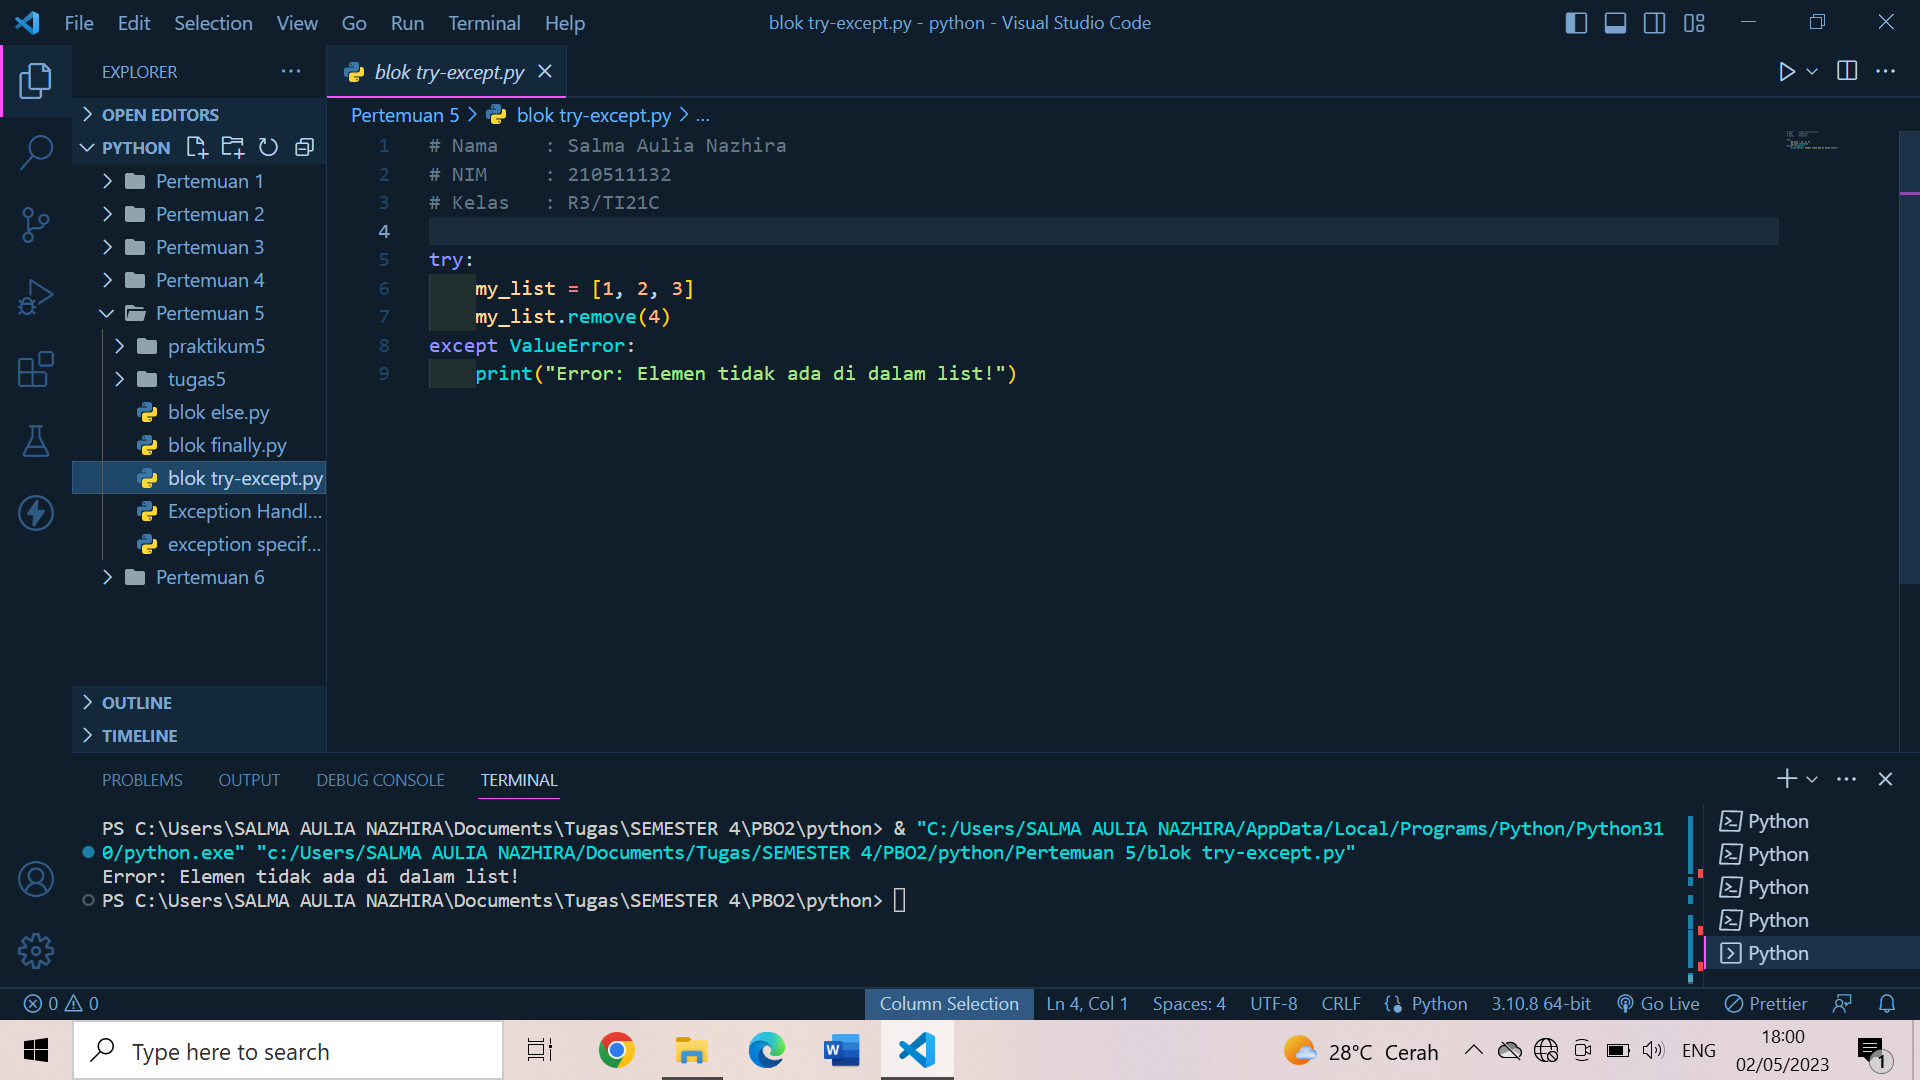 File Edit Selection View Go Run Terminal Help
blok try-except.py - python - Visual Studio Code
EXPLORER
OPEN EDITORS
PYTHON
Pertemuan 1
Pertemuan 2
Pertemuan 3
Pertemuan 4
Pertemuan 5
praktikum5
tugas5
blok else.py
blok finally.py
blok try-except.py
Exception Handl...
exception specif...
Pertemuan 6
OUTLINE
TIMELINE
blok try-except.py
Pertemuan 5 > blok try-except.py > ...
1 # Nama    : Salma Aulia Nazhira
2 # NIM     : 210511132
3 # Kelas   : R3/TI21C
4
5 try:
6     my_list = [1, 2, 3]
7     my_list.remove(4)
8 except ValueError:
9     print("Error: Elemen tidak ada di dalam list!")
PROBLEMS OUTPUT DEBUG CONSOLE TERMINAL
PS C:\Users\SALMA AULIA NAZHIRA\Documents\Tugas\SEMESTER 4\PBO2\python> & "C:/Users/SALMA AULIA NAZHIRA/AppData/Local/Programs/Python/Python31
0/python.exe" "c:/Users/SALMA AULIA NAZHIRA/Documents/Tugas/SEMESTER 4/PBO2/python/Pertemuan 5/blok try-except.py"
Error: Elemen tidak ada di dalam list!
PS C:\Users\SALMA AULIA NAZHIRA\Documents\Tugas\SEMESTER 4\PBO2\python>
Python
Python
Python
Python
Python
0 0 Column Selection Ln 4, Col 1 Spaces: 4 UTF-8 CRLF Python 3.10.8 64-bit Go Live Prettier
Type here to search
28°C Cerah
ENG
18:00
02/05/2023
1